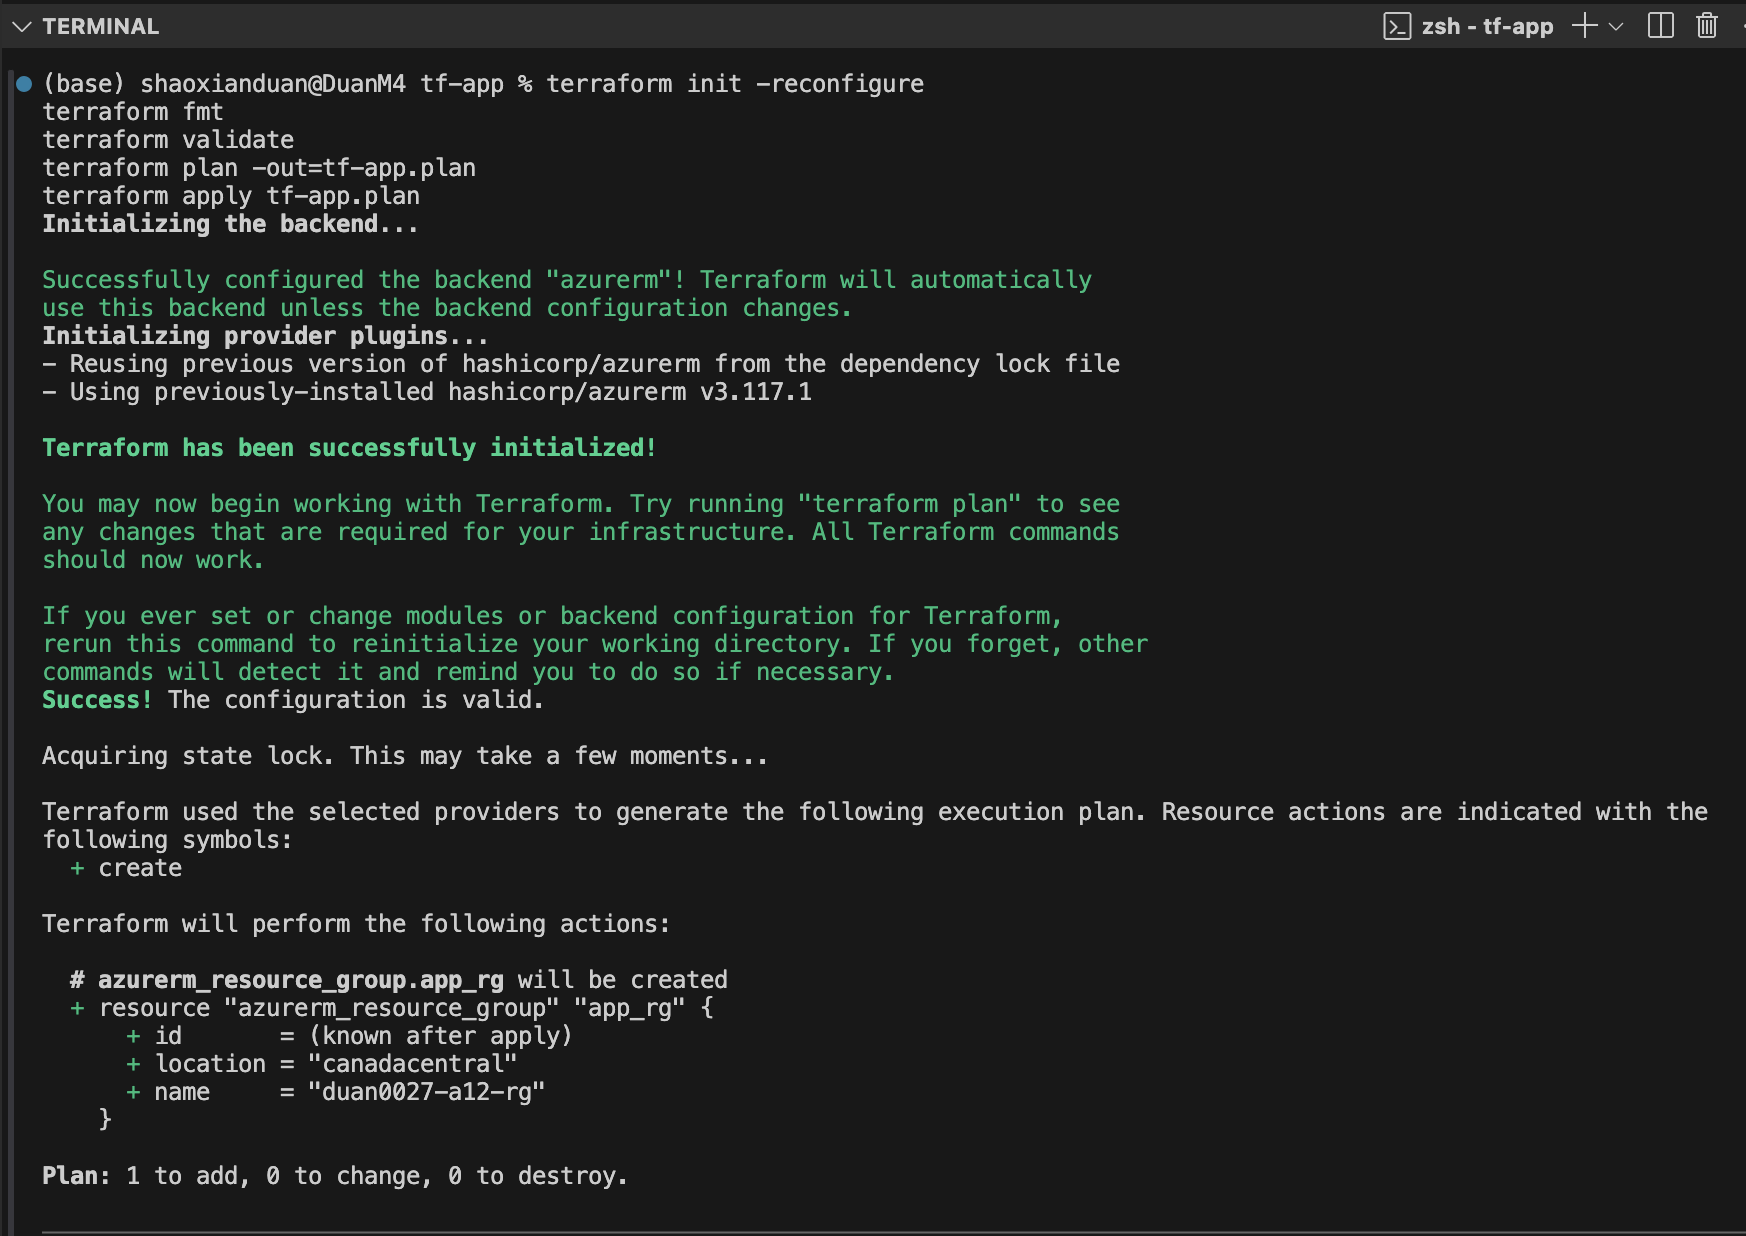 TERMINAL
zsh - tf-app
(base) shaoxianduan@DuanM4 tf-app % terraform init -reconfigure
terraform fmt
terraform validate
terraform plan -out=tf-app.plan
terraform apply tf-app.plan
Initializing the backend...
Successfully configured the backend "azurerm"! Terraform will automatically
use this backend unless the backend configuration changes.
Initializing provider plugins...
- Reusing previous version of hashicorp/azurerm from the dependency lock file
- Using previously-installed hashicorp/azurerm v3.117.1
Terraform has been successfully initialized!
You may now begin working with Terraform. Try running "terraform plan" to see
any changes that are required for your infrastructure. All Terraform commands
should now work.
If you ever set or change modules or backend configuration for Terraform,
rerun this command to reinitialize your working directory. If you forget, other
commands will detect it and remind you to do so if necessary.
Success! The configuration is valid.
Acquiring state lock. This may take a few moments...
Terraform used the selected providers to generate the following execution plan. Resource actions are indicated with the
following symbols:
  + create
Terraform will perform the following actions:
  # azurerm_resource_group.app_rg will be created
  + resource "azurerm_resource_group" "app_rg" {
      + id       = (known after apply)
      + location = "canadacentral"
      + name     = "duan0027-a12-rg"
    }
Plan: 1 to add, 0 to change, 0 to destroy.